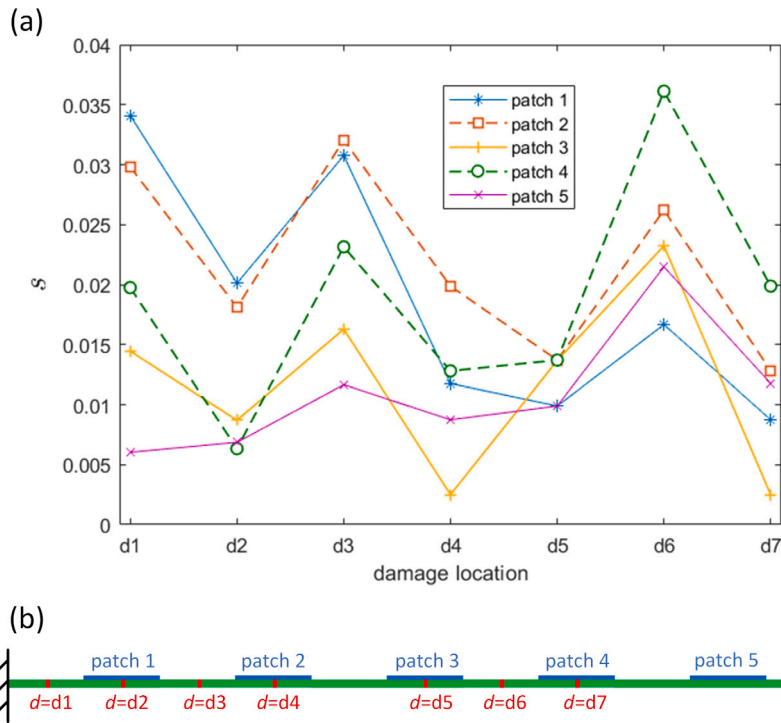 (a)
0.04
0.035
0.03
0.025
0.02
0.015
0.01
0.005
0
s
patch 1
patch 2
patch 3
patch 4
patch 5
d1 d2 d3 d4 d5 d6 d7
damage location
(b)
patch 1 patch 2 patch 3 patch 4 patch 5
d=d1 d=d2 d=d3 d=d4 d=d5 d=d6 d=d7